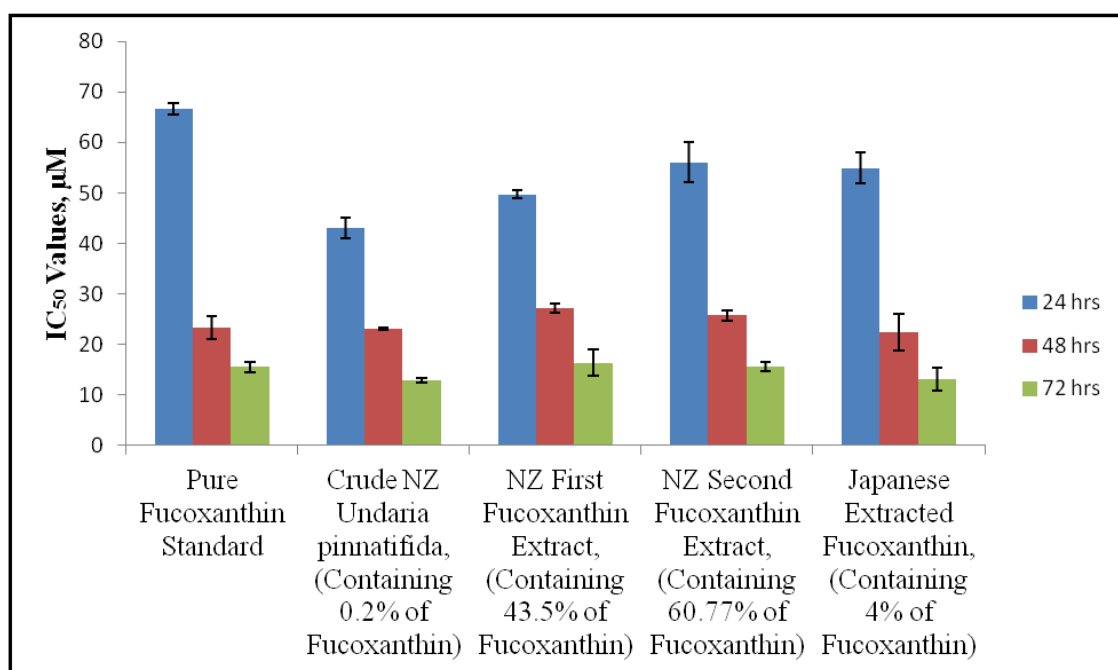 80
70
60
50
40
30
20
10
0
IC50 Values, µM
24 hrs
48 hrs
72 hrs
Pure
Fucoxanthin
Standard
Crude NZ
Undaria
pinnatifida,
(Containing
0.2% of
Fucoxanthin)
NZ First
Fucoxanthin
Extract,
(Containing
43.5% of
Fucoxanthin)
NZ Second
Fucoxanthin
Extract,
(Containing
60.77% of
Fucoxanthin)
Japanese
Extracted
Fucoxanthin,
(Containing
4% of
Fucoxanthin)